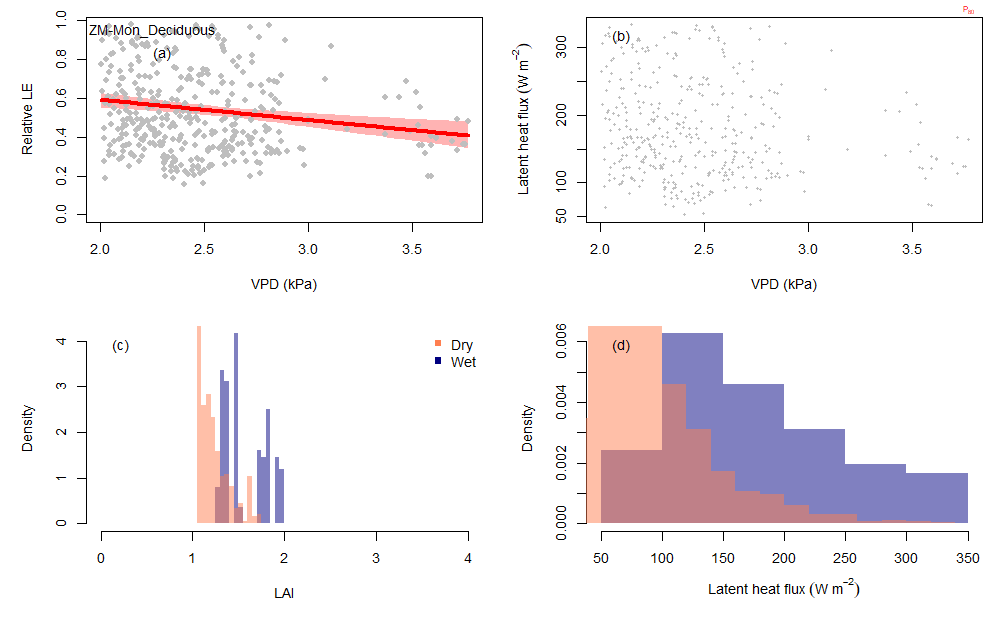 ZM-Mon_Deciduous
(a)
Relative LE
0.0 0.2 0.4 0.6 0.8 1.0
2.0 2.5 3.0 3.5
VPD (kPa)
P80
(b)
Latent heat flux (W m−2)
50 100 200 300
2.0 2.5 3.0 3.5
VPD (kPa)
(c)
Dry
Wet
Density
0 1 2 3 4
0 1 2 3 4
LAI
(d)
Density
0.000 0.002 0.004 0.006
50 100 150 200 250 300 350
Latent heat flux (W m−2)